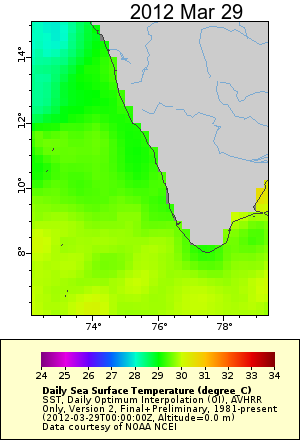 2012 Mar 29
14°
12°
10°
8°
74° 76° 78°
24 25 26 27 28 29 30 31 32 33 34
Daily Sea Surface Temperature (degree_C)
SST, Daily Optimum Interpolation (OI), AVHRR
Only, Version 2, Final+Preliminary, 1981-present
(2012-03-29T00:00:00Z, Altitude=0.0 m)
Data courtesy of NOAA NCEI